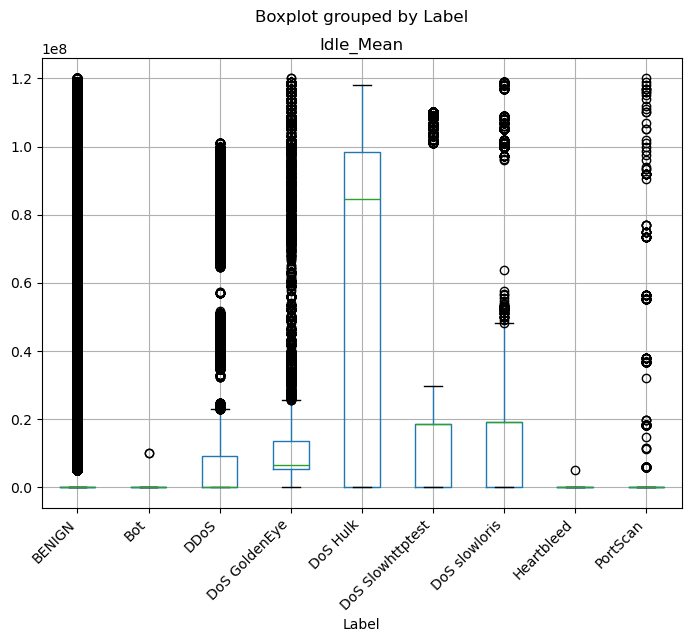 Boxplot grouped by Label
Idle_Mean
1e8
1.2
1.0
0.8
0.6
0.4
0.2
0.0
BENIGN
Bot
DDoS
DoS GoldenEye
DoS Hulk
DoS Slowhttptest
DoS slowloris
Heartbleed
PortScan
Label